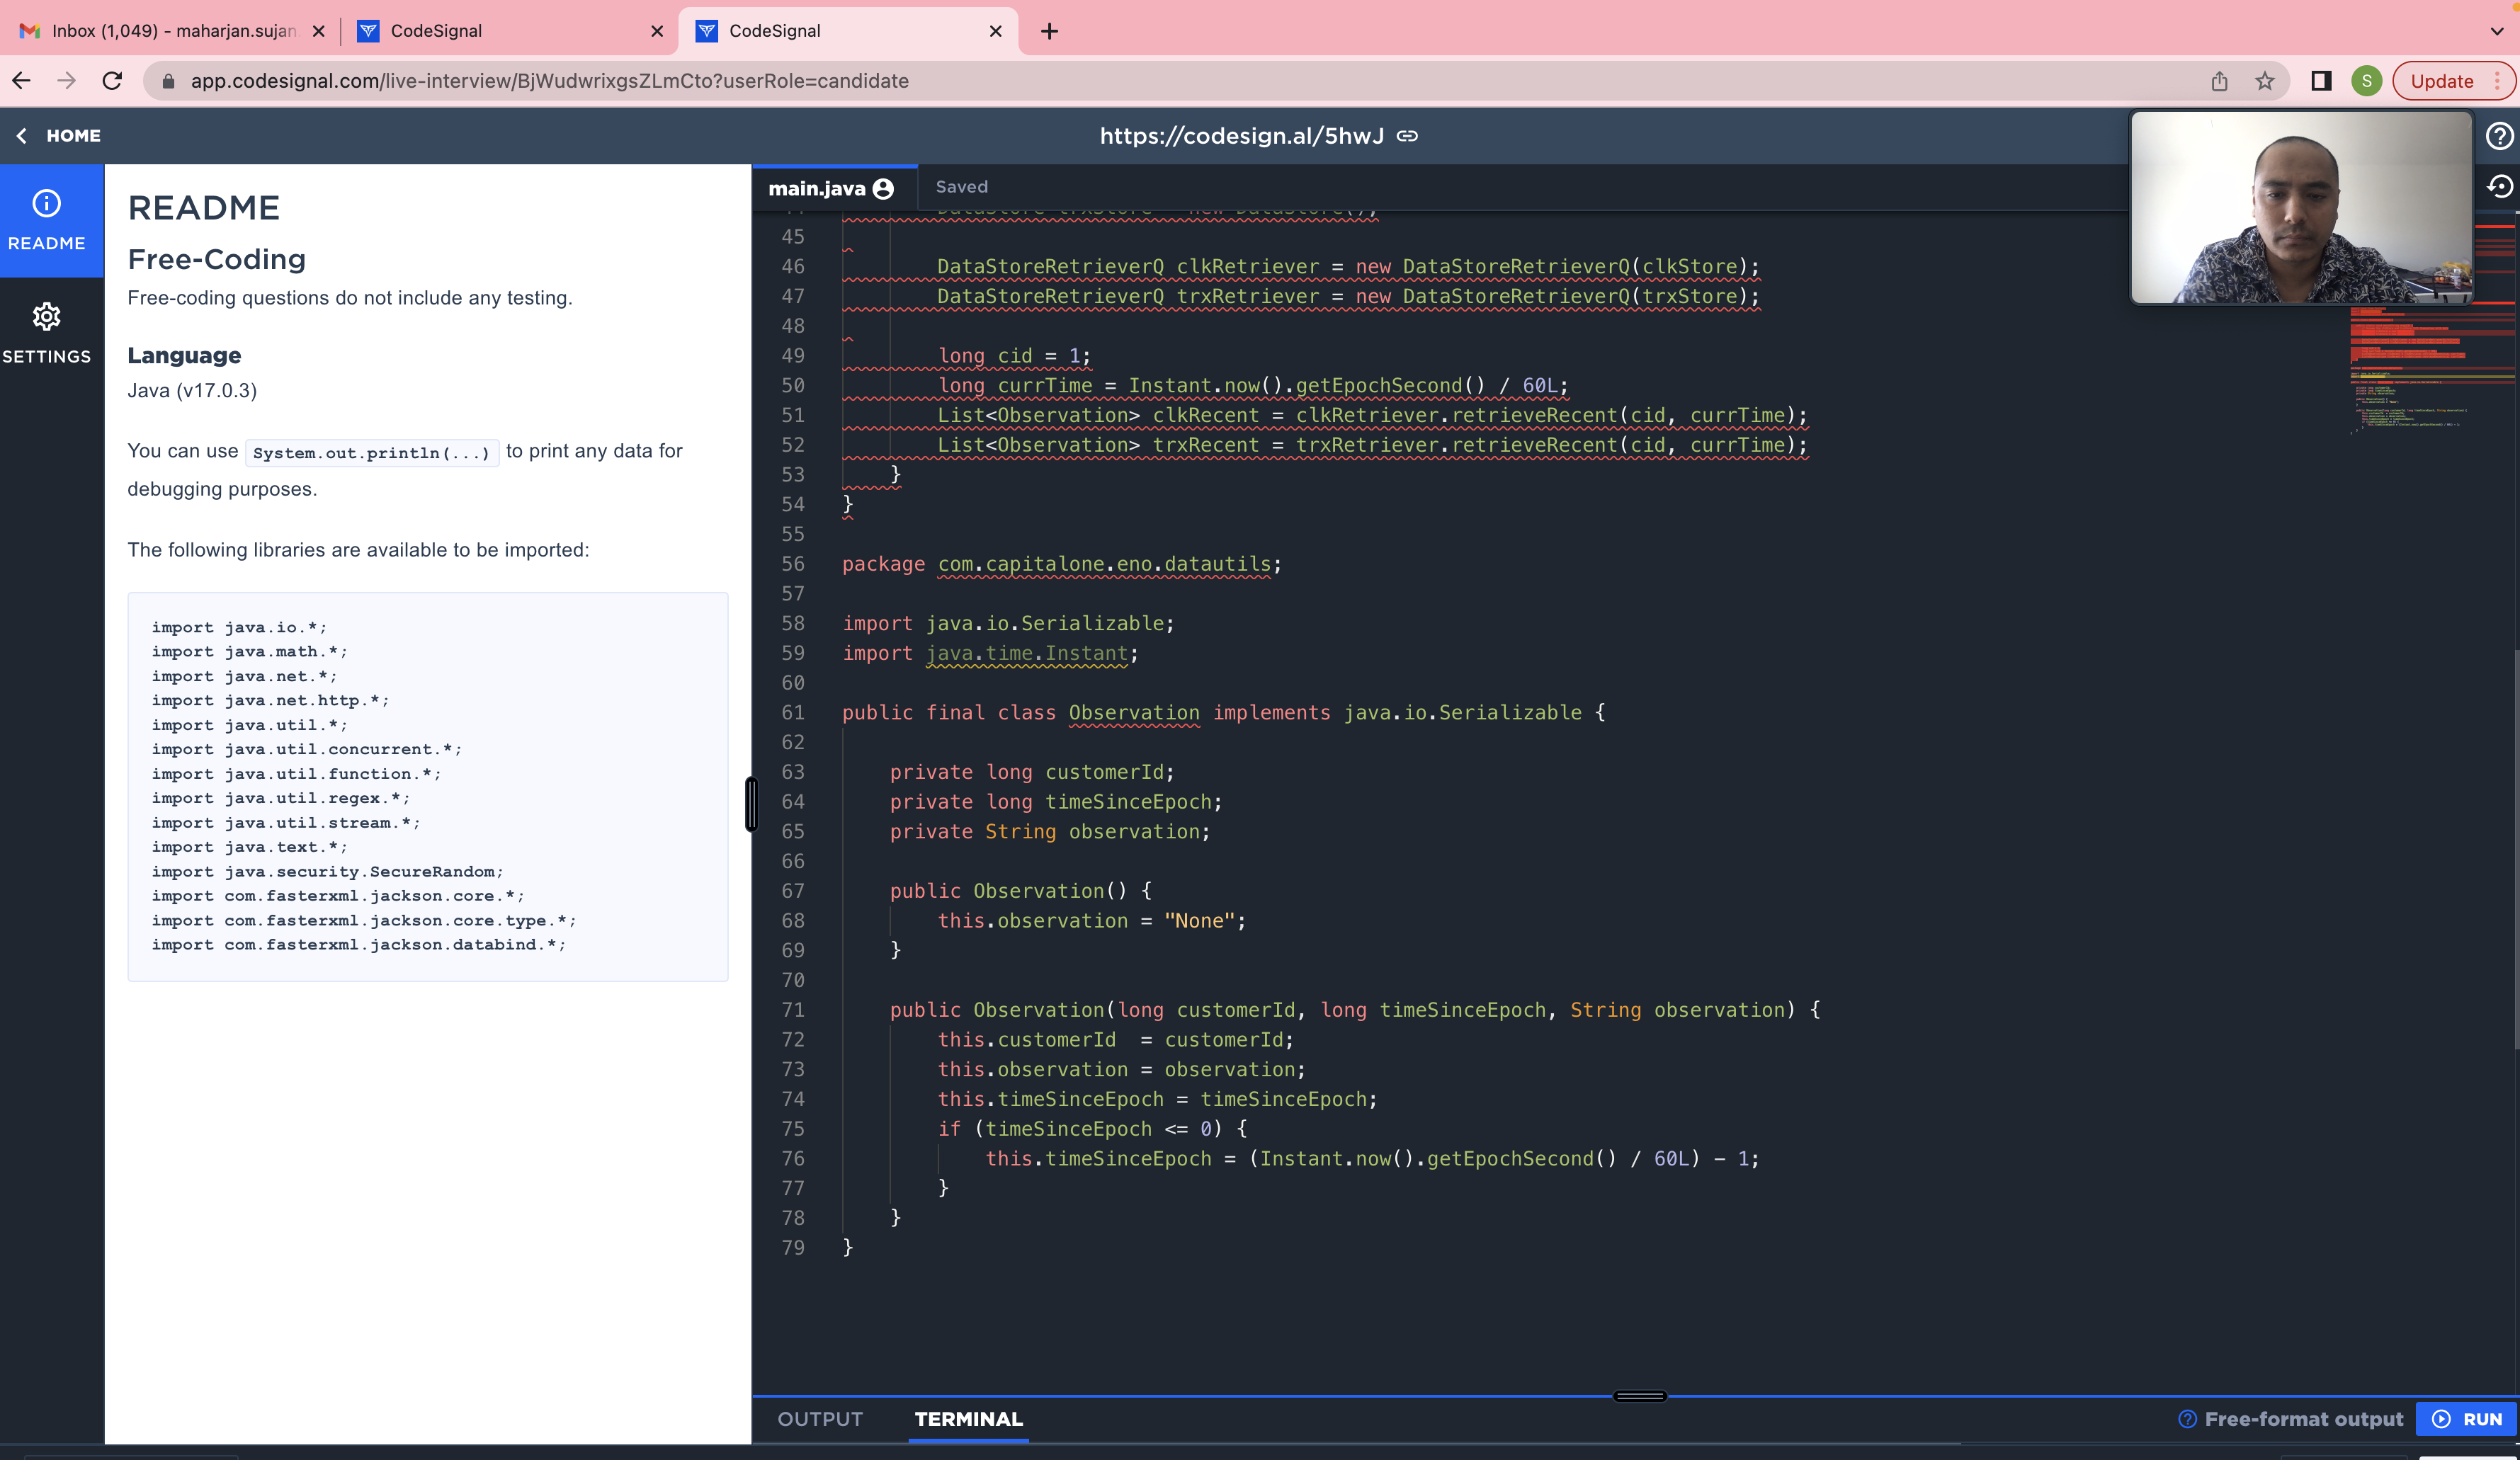 Inbox (1,049) - maharjan.sujan
CodeSignal
CodeSignal
app.codesignal.com/live-interview/BjWudwrixgsZLmCto?userRole=candidate
S
Update
HOME
https://codesign.al/5hwJ
README
SETTINGS
README
Free-Coding
Free-coding questions do not include any testing.
Language
Java (v17.0.3)
You can use System.out.println(...) to print any data for
debugging purposes.
The following libraries are available to be imported:
import java.io.*;
import java.math.*;
import java.net.*;
import java.net.http.*;
import java.util.*;
import java.util.concurrent.*;
import java.util.function.*;
import java.util.regex.*;
import java.util.stream.*;
import java.text.*;
import java.security.SecureRandom;
import com.fasterxml.jackson.core.*;
import com.fasterxml.jackson.core.type.*;
import com.fasterxml.jackson.databind.*;
main.java
Saved
45
46 DataStoreRetrieverQ clkRetriever = new DataStoreRetrieverQ(clkStore);
47 DataStoreRetrieverQ trxRetriever = new DataStoreRetrieverQ(trxStore);
48
49 long cid = 1;
50 long currTime = Instant.now().getEpochSecond() / 60L;
51 List<Observation> clkRecent = clkRetriever.retrieveRecent(cid, currTime);
52 List<Observation> trxRecent = trxRetriever.retrieveRecent(cid, currTime);
53 }
54 }
55
56 package com.capitalone.eno.datautils;
57
58 import java.io.Serializable;
59 import java.time.Instant;
60
61 public final class Observation implements java.io.Serializable {
62
63 private long customerId;
64 private long timeSinceEpoch;
65 private String observation;
66
67 public Observation() {
68 this.observation = "None";
69 }
70
71 public Observation(long customerId, long timeSinceEpoch, String observation) {
72 this.customerId  = customerId;
73 this.observation = observation;
74 this.timeSinceEpoch = timeSinceEpoch;
75 if (timeSinceEpoch <= 0) {
76 this.timeSinceEpoch = (Instant.now().getEpochSecond() / 60L) - 1;
77 }
78 }
79 }
OUTPUT
TERMINAL
Free-format output
RUN